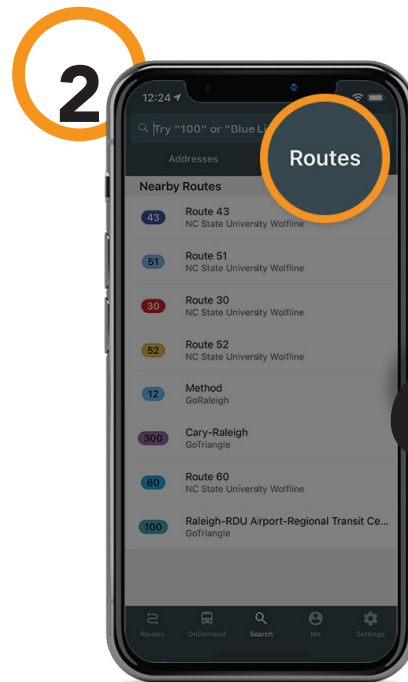 2
12:24
Try "100" or "Blue Li
Addresses
Routes
Nearby Routes
43
Route 43
NC State University Wolfline
51
Route 51
NC State University Wolfline
30
Route 30
NC State University Wolfline
52
Route 52
NC State University Wolfline
12
Method
GoRaleigh
300
Cary-Raleigh
GoTriangle
60
Route 60
NC State University Wolfline
100
Raleigh-RDU Airport-Regional Transit Ce...
GoTriangle
Routes OnDemand Search Me Settings